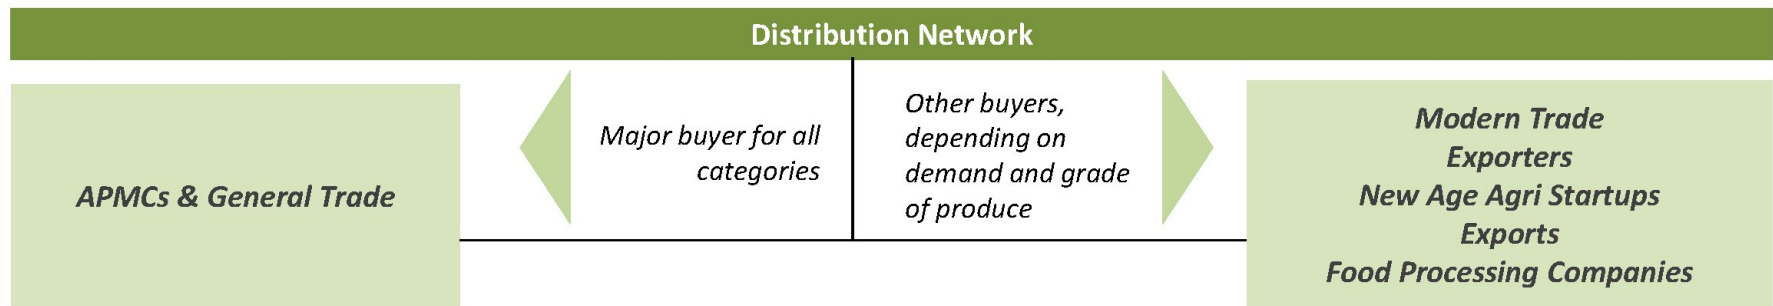 Distribution Network
APMCs & General Trade
Major buyer for all
categories
Other buyers,
depending on
demand and grade
of produce
Modern Trade
Exporters
New Age Agri Startups
Exports
Food Processing Companies